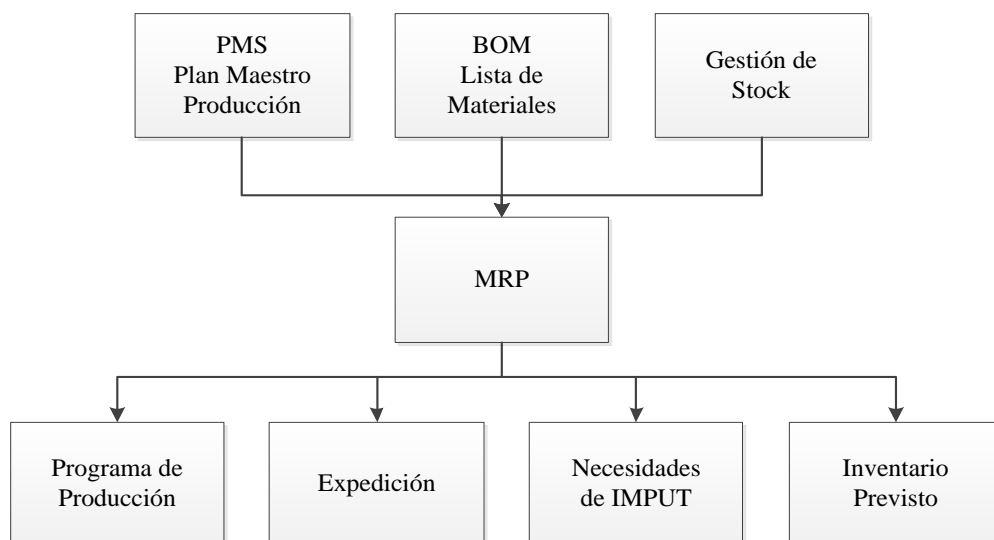 PMS
Plan Maestro
Producción
BOM
Lista de
Materiales
Gestión de
Stock
MRP
Programa de
Producción
Expedición
Necesidades
de IMPUT
Inventario
Previsto